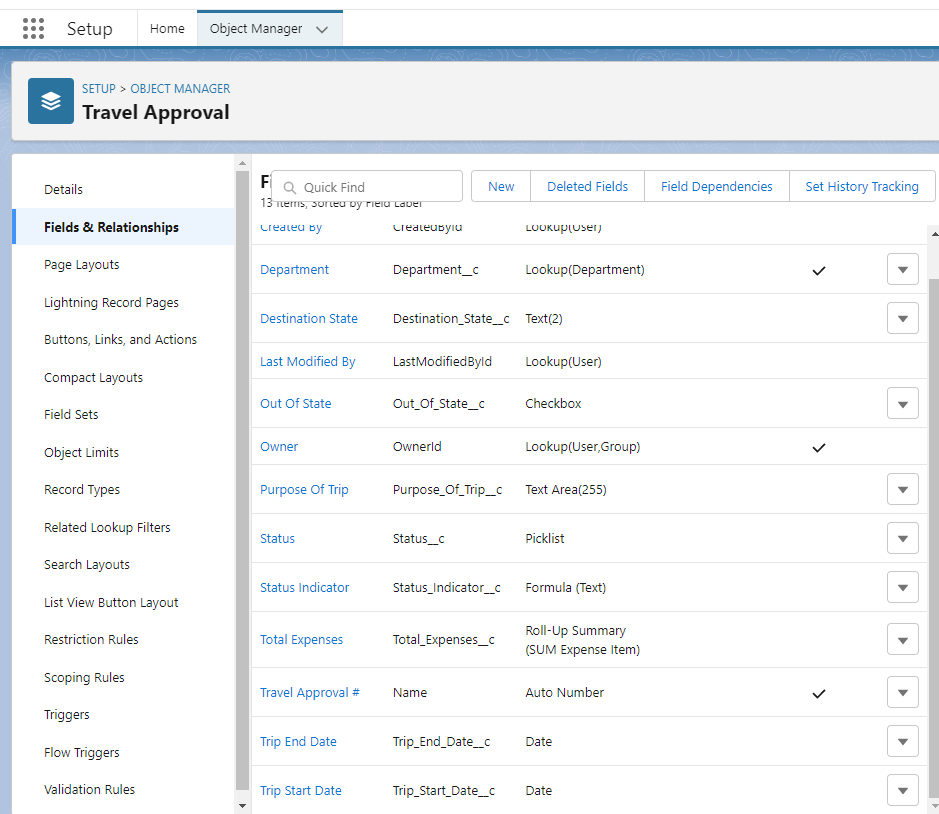 Setup
Home
Object Manager
SETUP > OBJECT MANAGER
Travel Approval
Details
Fields & Relationships
Page Layouts
Lightning Record Pages
Buttons, Links, and Actions
Compact Layouts
Field Sets
Object Limits
Record Types
Related Lookup Filters
Search Layouts
List View Button Layout
Restriction Rules
Scoping Rules
Triggers
Flow Triggers
Validation Rules
Quick Find
New
Deleted Fields
Field Dependencies
Set History Tracking
13 Items, Sorted by Field Label
Created By CreatedById Lookup(User)
Department Department__c Lookup(Department)
Destination State Destination_State__c Text(2)
Last Modified By LastModifiedById Lookup(User)
Out Of State Out_Of_State__c Checkbox
Owner OwnerId Lookup(User,Group)
Purpose Of Trip Purpose_Of_Trip__c Text Area(255)
Status Status__c Picklist
Status Indicator Status_Indicator__c Formula (Text)
Total Expenses Total_Expenses__c Roll-Up Summary
(SUM Expense Item)
Travel Approval # Name Auto Number
Trip End Date Trip_End_Date__c Date
Trip Start Date Trip_Start_Date__c Date